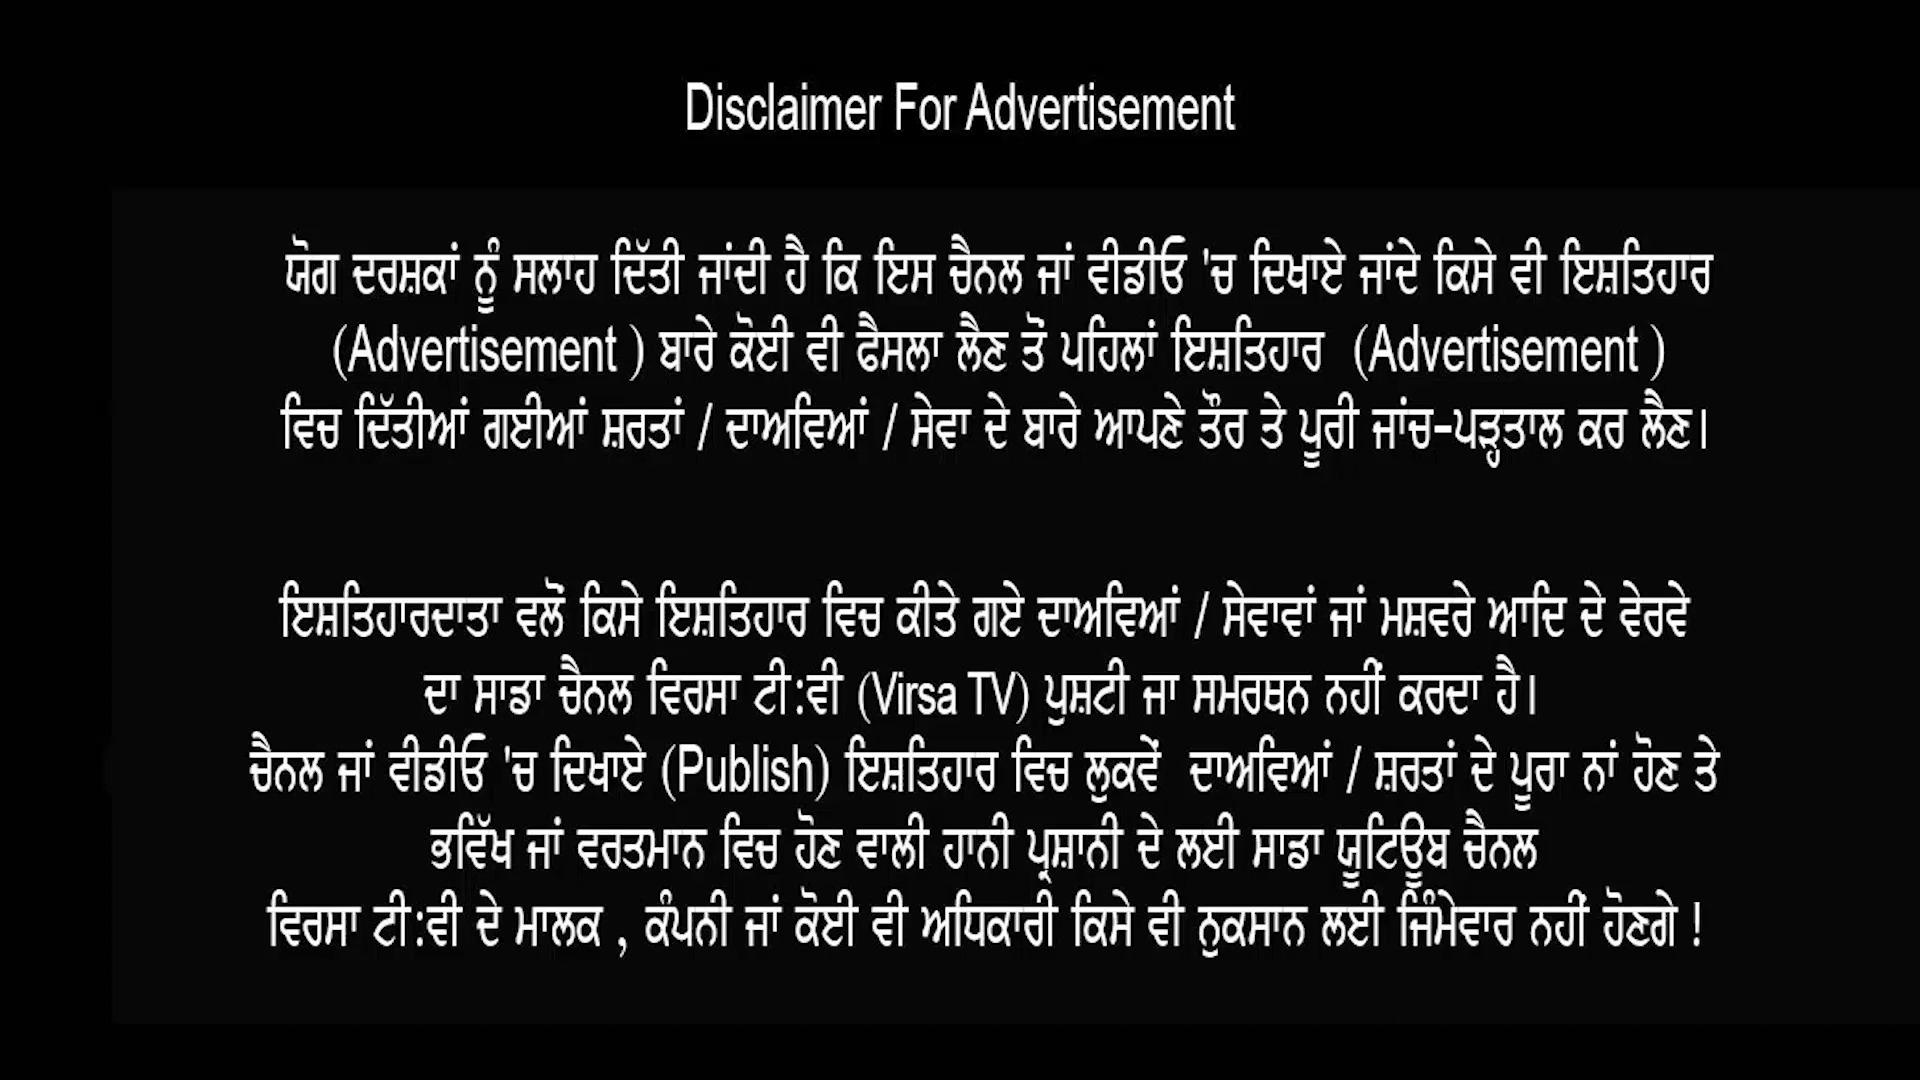 Disclaimer For Advertisement
ਯੋਗ ਦਰਸ਼ਕਾਂ ਨੂੰ ਸਲਾਹ ਦਿੱਤੀ ਜਾਂਦੀ ਹੈ ਕਿ ਇਸ ਚੈਨਲ ਜਾਂ ਵੀਡੀਓ 'ਚ ਦਿਖਾਏ ਜਾਂਦੇ ਕਿਸੇ ਵੀ ਇਸ਼ਤਿਹਾਰ
(Advertisement ) ਬਾਰੇ ਕੋਈ ਵੀ ਫੈਸਲਾ ਲੈਣ ਤੋਂ ਪਹਿਲਾਂ ਇਸ਼ਤਿਹਾਰ (Advertisement )
ਵਿਚ ਦਿੱਤੀਆਂ ਗਈਆਂ ਸ਼ਰਤਾਂ / ਦਾਅਵਿਆਂ / ਸੇਵਾ ਦੇ ਬਾਰੇ ਆਪਣੇ ਤੌਰ ਤੇ ਪੂਰੀ ਜਾਂਚ-ਪੜ੍ਹਤਾਲ ਕਰ ਲੈਣ।
ਇਸ਼ਤਿਹਾਰਦਾਤਾ ਵਲੋਂ ਕਿਸੇ ਇਸ਼ਤਿਹਾਰ ਵਿਚ ਕੀਤੇ ਗਏ ਦਾਅਵਿਆਂ / ਸੇਵਾਵਾਂ ਜਾਂ ਮਸ਼ਵਰੇ ਆਦਿ ਦੇ ਵੇਰਵੇ
ਦਾ ਸਾਡਾ ਚੈਨਲ ਵਿਰਸਾ ਟੀ:ਵੀ (Virsa TV) ਪੁਸ਼ਟੀ ਜਾ ਸਮਰਥਨ ਨਹੀਂ ਕਰਦਾ ਹੈ।
ਚੈਨਲ ਜਾਂ ਵੀਡੀਓ 'ਚ ਦਿਖਾਏ (Publish) ਇਸ਼ਤਿਹਾਰ ਵਿਚ ਲੁਕਵੇਂ ਦਾਅਵਿਆਂ / ਸ਼ਰਤਾਂ ਦੇ ਪੂਰਾ ਨਾਂ ਹੋਣ ਤੇ
ਭਵਿੱਖ ਜਾਂ ਵਰਤਮਾਨ ਵਿਚ ਹੋਣ ਵਾਲੀ ਹਾਨੀ ਪ੍ਰਸ਼ਾਨੀ ਦੇ ਲਈ ਸਾਡਾ ਯੂਟਿਊਬ ਚੈਨਲ
ਵਿਰਸਾ ਟੀ:ਵੀ ਦੇ ਮਾਲਕ , ਕੰਪਨੀ ਜਾਂ ਕੋਈ ਵੀ ਅਧਿਕਾਰੀ ਕਿਸੇ ਵੀ ਨੁਕਸਾਨ ਲਈ ਜਿੰਮੇਵਾਰ ਨਹੀਂ ਹੋਣਗੇ !